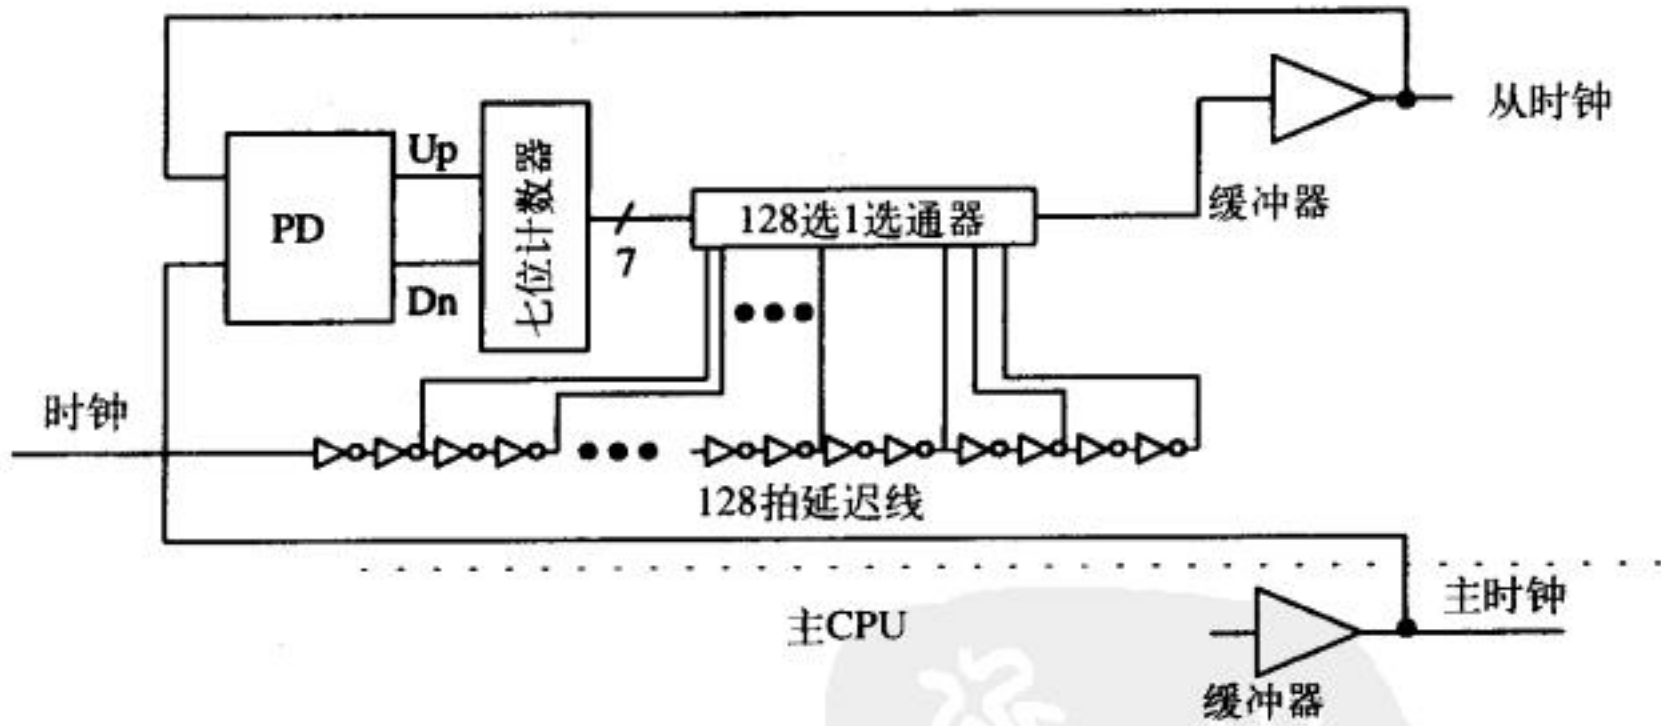 从时钟
Up
PD
七位计数器
Dn
7
128选1选通器
缓冲器
时钟
128拍延迟线
主CPU
主时钟
缓冲器